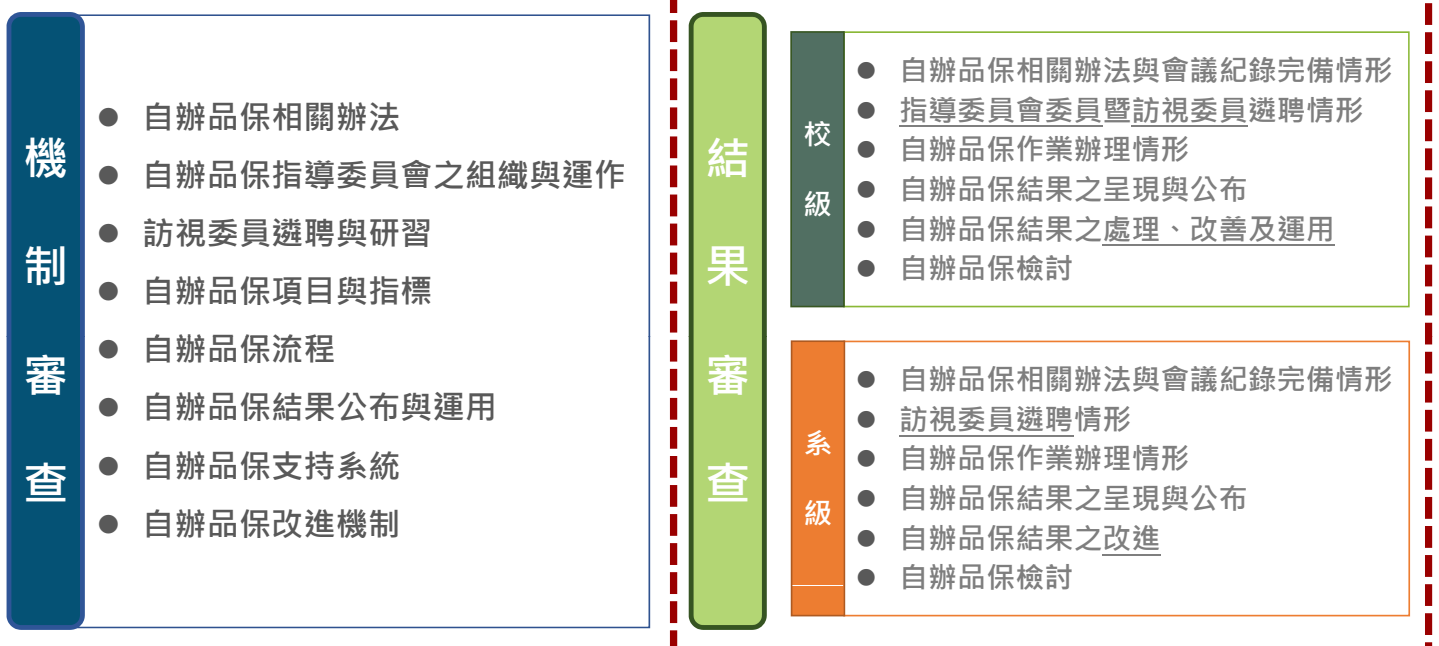 機制審查
● 自辦品保相關辦法
● 自辦品保指導委員會之組織與運作
● 訪視委員遴聘與研習
● 自辦品保項目與指標
● 自辦品保流程
● 自辦品保結果公布與運用
● 自辦品保支持系統
● 自辦品保改進機制
結果審查
校級
● 自辦品保相關辦法與會議紀錄完備情形
● 指導委員會委員暨訪視委員遴聘情形
● 自辦品保作業辦理情形
● 自辦品保結果之呈現與公布
● 自辦品保結果之處理、改善及運用
● 自辦品保檢討
系級
● 自辦品保相關辦法與會議紀錄完備情形
● 訪視委員遴聘情形
● 自辦品保作業辦理情形
● 自辦品保結果之呈現與公布
● 自辦品保結果之改進
● 自辦品保檢討